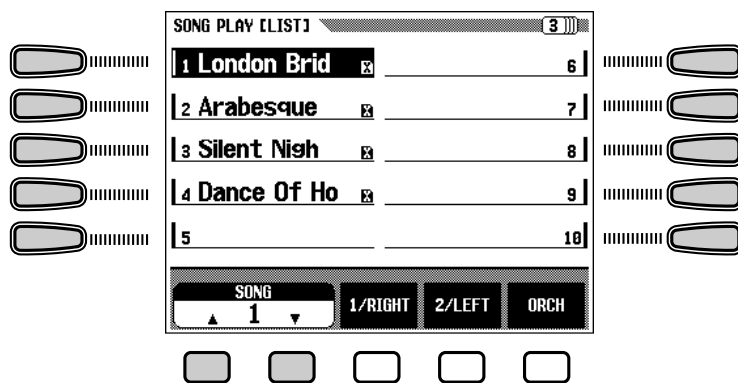 SONG PLAY [LIST] 3
1 London Brid X 6
2 Arabesque X 7
3 Silent Nigh X 8
4 Dance Of Ho X 9
5 10
SONG
▲ 1 ▼ 1/RIGHT 2/LEFT ORCH